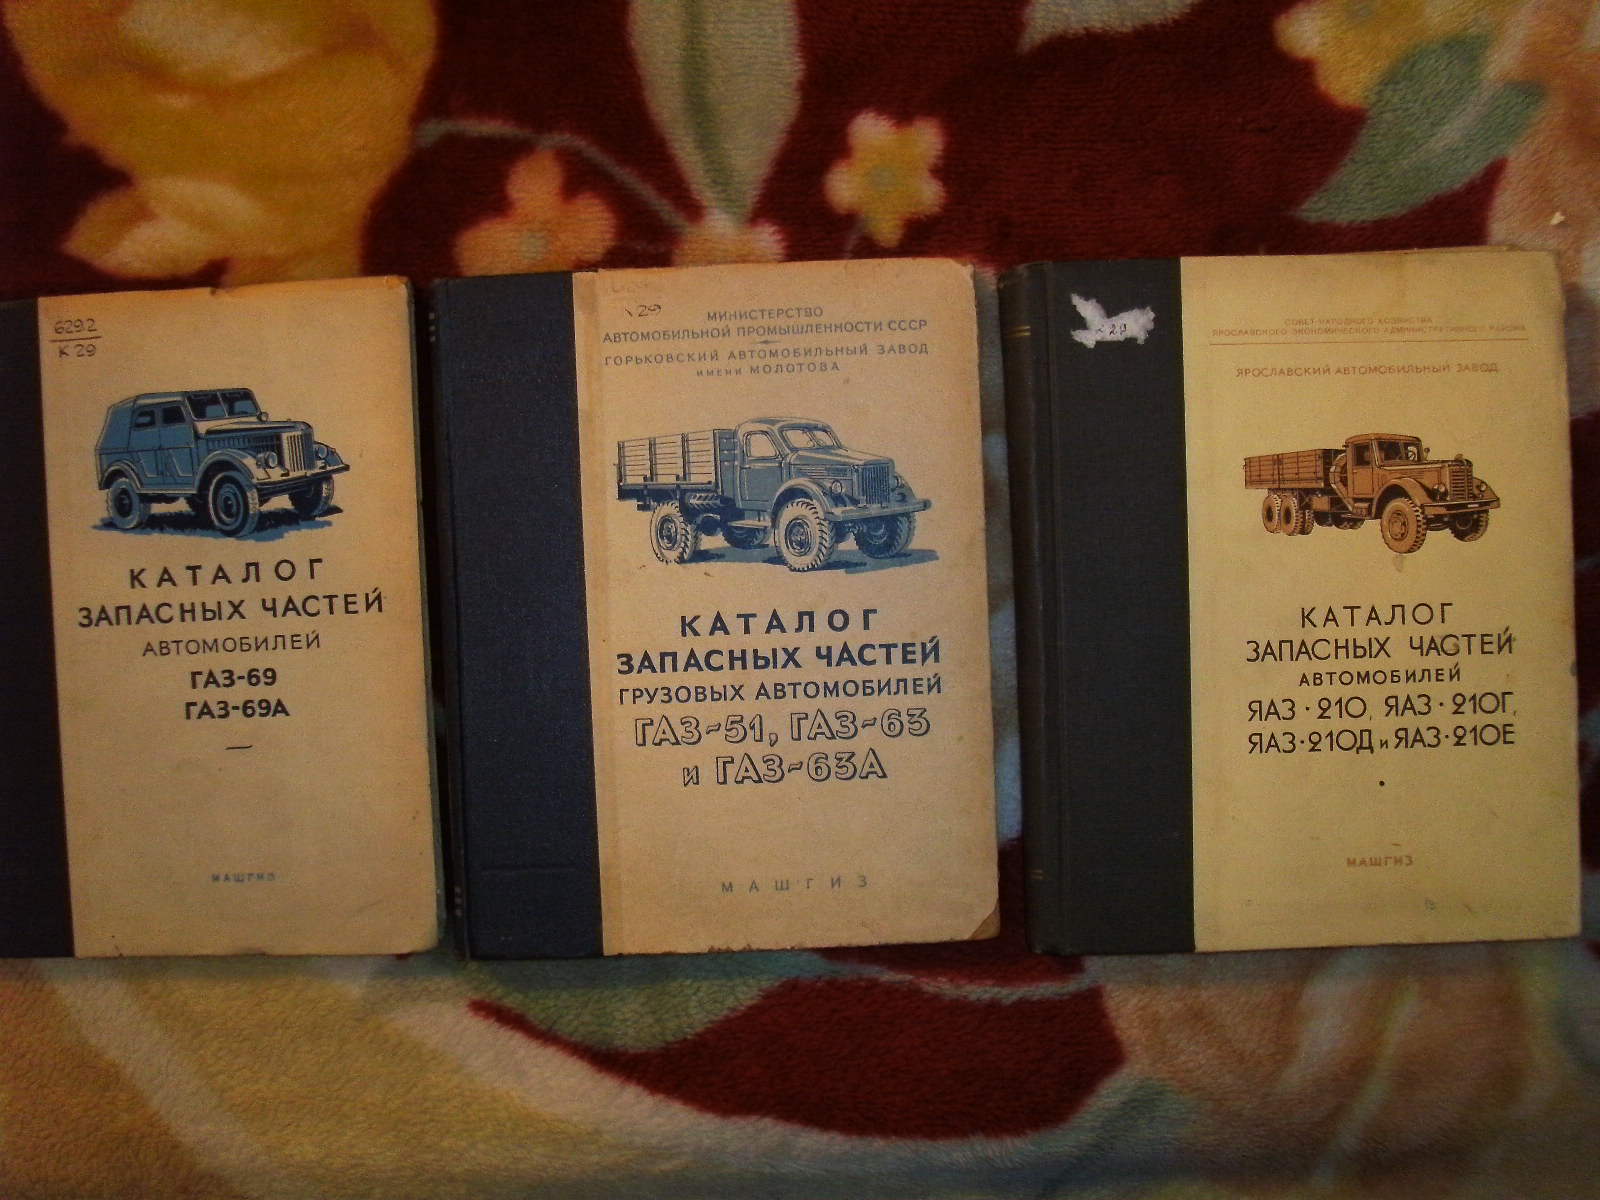 629.2
К 29
КАТАЛОГ
ЗАПАСНЫХ ЧАСТЕЙ
АВТОМОБИЛЕЙ
ГАЗ-69
ГАЗ-69А
МАШГИЗ
К 29
МИНИСТЕРСТВО
АВТОМОБИЛЬНОЙ ПРОМЫШЛЕННОСТИ СССР
ГОРЬКОВСКИЙ АВТОМОБИЛЬНЫЙ ЗАВОД
ИМЕНИ МОЛОТОВА
КАТАЛОГ
ЗАПАСНЫХ ЧАСТЕЙ
ГРУЗОВЫХ АВТОМОБИЛЕЙ
ГАЗ-51, ГАЗ-63
и ГАЗ-63А
МАШГИЗ
29
СОВЕТ НАРОДНОГО ХОЗЯЙСТВА
ЯРОСЛАВСКОГО ЭКОНОМИЧЕСКОГО АДМИНИСТРАТИВНОГО РАЙОНА
ЯРОСЛАВСКИЙ АВТОМОБИЛЬНЫЙ ЗАВОД
КАТАЛОГ
ЗАПАСНЫХ ЧАСТЕЙ
АВТОМОБИЛЕЙ
ЯАЗ·210, ЯАЗ·210Г,
ЯАЗ·210Д и ЯАЗ·210Е
МАШГИЗ